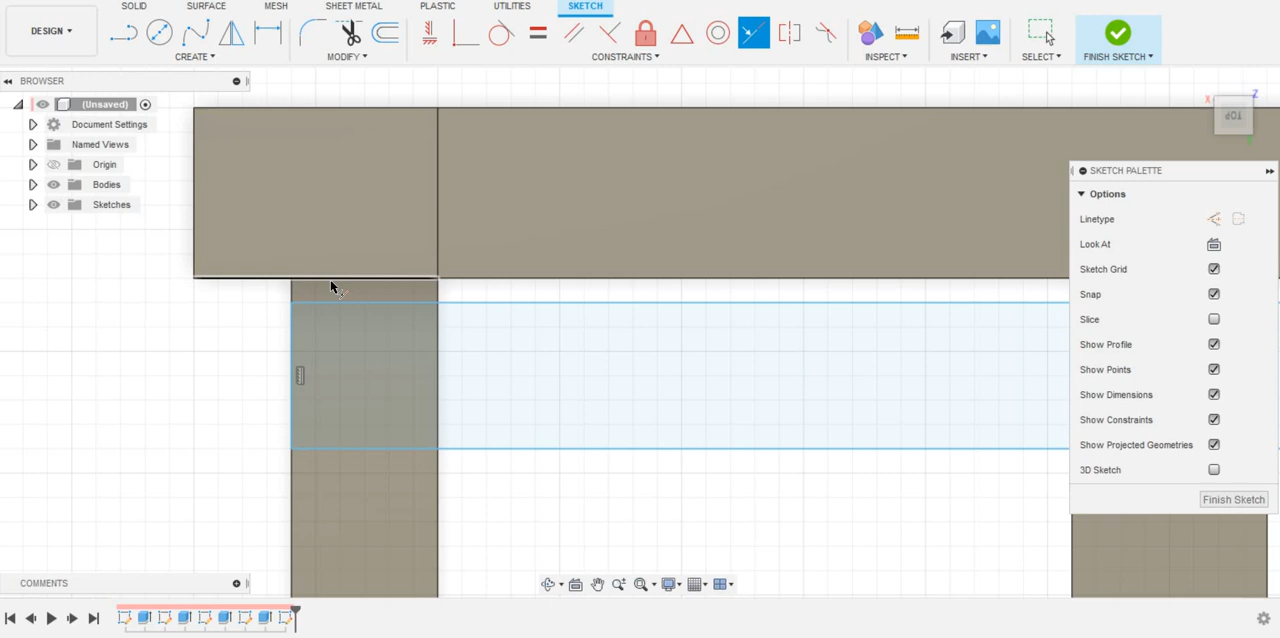 SOLID SURFACE MESH SHEET METAL PLASTIC UTILITIES SKETCH
DESIGN
CREATE MODIFY CONSTRAINTS INSPECT INSERT SELECT FINISH SKETCH
BROWSER
(Unsaved)
Document Settings
Named Views
Origin
Bodies
Sketches
X Z
TOP
SKETCH PALETTE
Options
Linetype
Look At
Sketch Grid
Snap
Slice
Show Profile
Show Points
Show Dimensions
Show Constraints
Show Projected Geometries
3D Sketch
Finish Sketch
COMMENTS